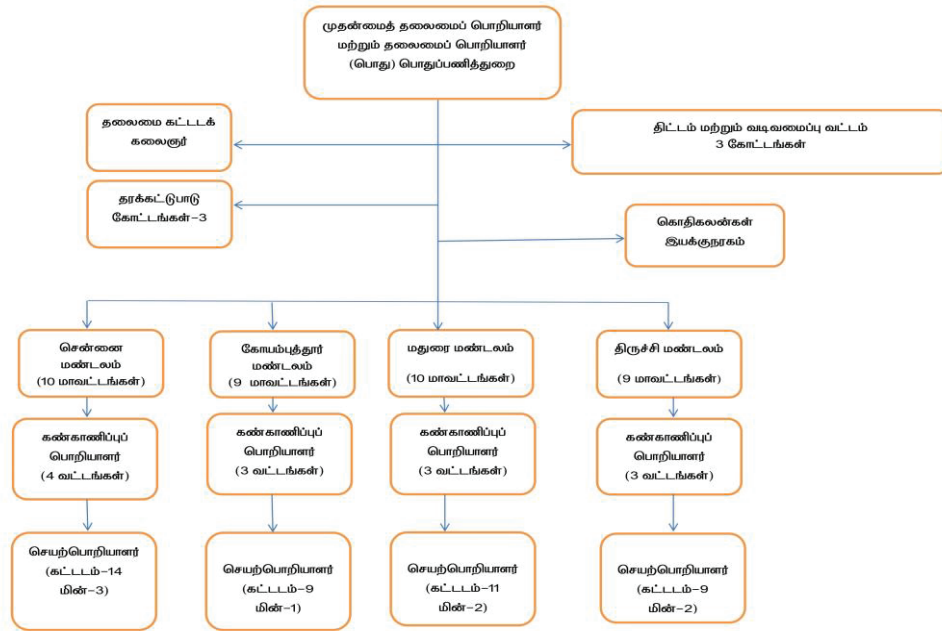 முதன்மைத் தலைமைப் பொறியாளர்
மற்றும் தலைமைப் பொறியாளர்
(பொது) பொதுப்பணித்துறை
தலைமை கட்டடக்
கலைஞர்
திட்டம் மற்றும் வடிவமைப்பு வட்டம்
3 கோட்டங்கள்
தரக்கட்டுபாடு
கோட்டங்கள்-3
கொதிகலன்கள்
இயக்குநரகம்
சென்னை
மண்டலம்
(10 மாவட்டங்கள்)
கோயம்புத்தூர்
மண்டலம்
(9 மாவட்டங்கள்)
மதுரை மண்டலம்
(10 மாவட்டங்கள்)
திருச்சி மண்டலம்
(9 மாவட்டங்கள்)
கண்காணிப்புப்
பொறியாளர்
(4 வட்டங்கள்)
கண்காணிப்புப்
பொறியாளர்
(3 வட்டங்கள்)
கண்காணிப்புப்
பொறியாளர்
(3 வட்டங்கள்)
கண்காணிப்புப்
பொறியாளர்
(3 வட்டங்கள்)
செயற்பொறியாளர்
(கட்டடம்-14
மின்-3)
செயற்பொறியாளர்
(கட்டடம்-9
மின்-1)
செயற்பொறியாளர்
(கட்டடம்-11
மின்-2)
செயற்பொறியாளர்
(கட்டடம்-9
மின்-2)